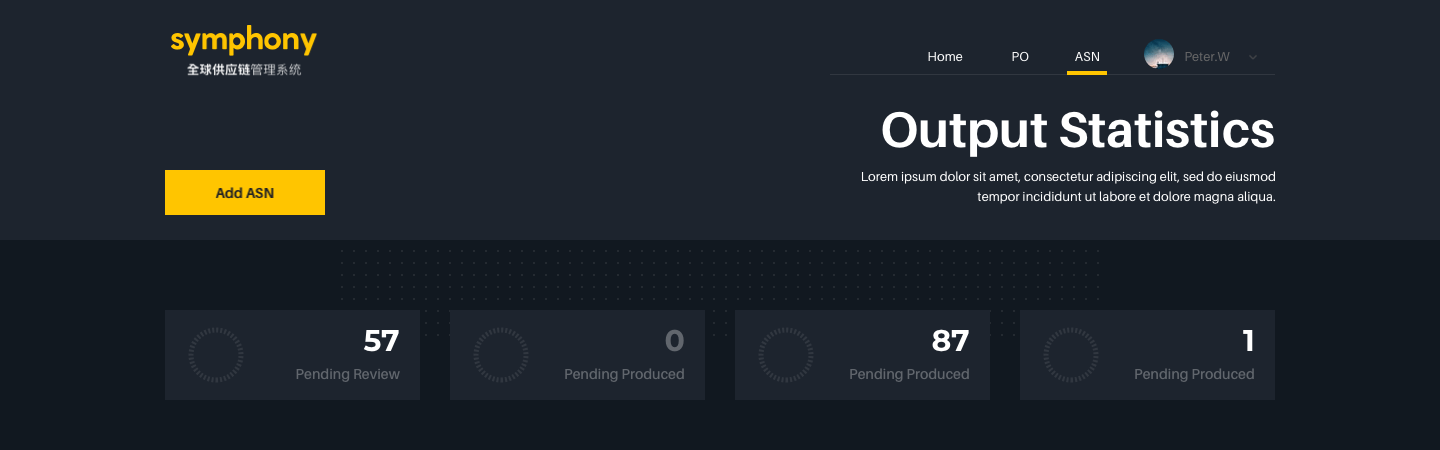 symphony
全球供应链管理系统
Home
PO
ASN
Peter.W
Output Statistics
Lorem ipsum dolor sit amet, consectetur adipiscing elit, sed do eiusmod
tempor incididunt ut labore et dolore magna aliqua.
Add ASN
57
Pending Review
0
Pending Produced
87
Pending Produced
1
Pending Produced